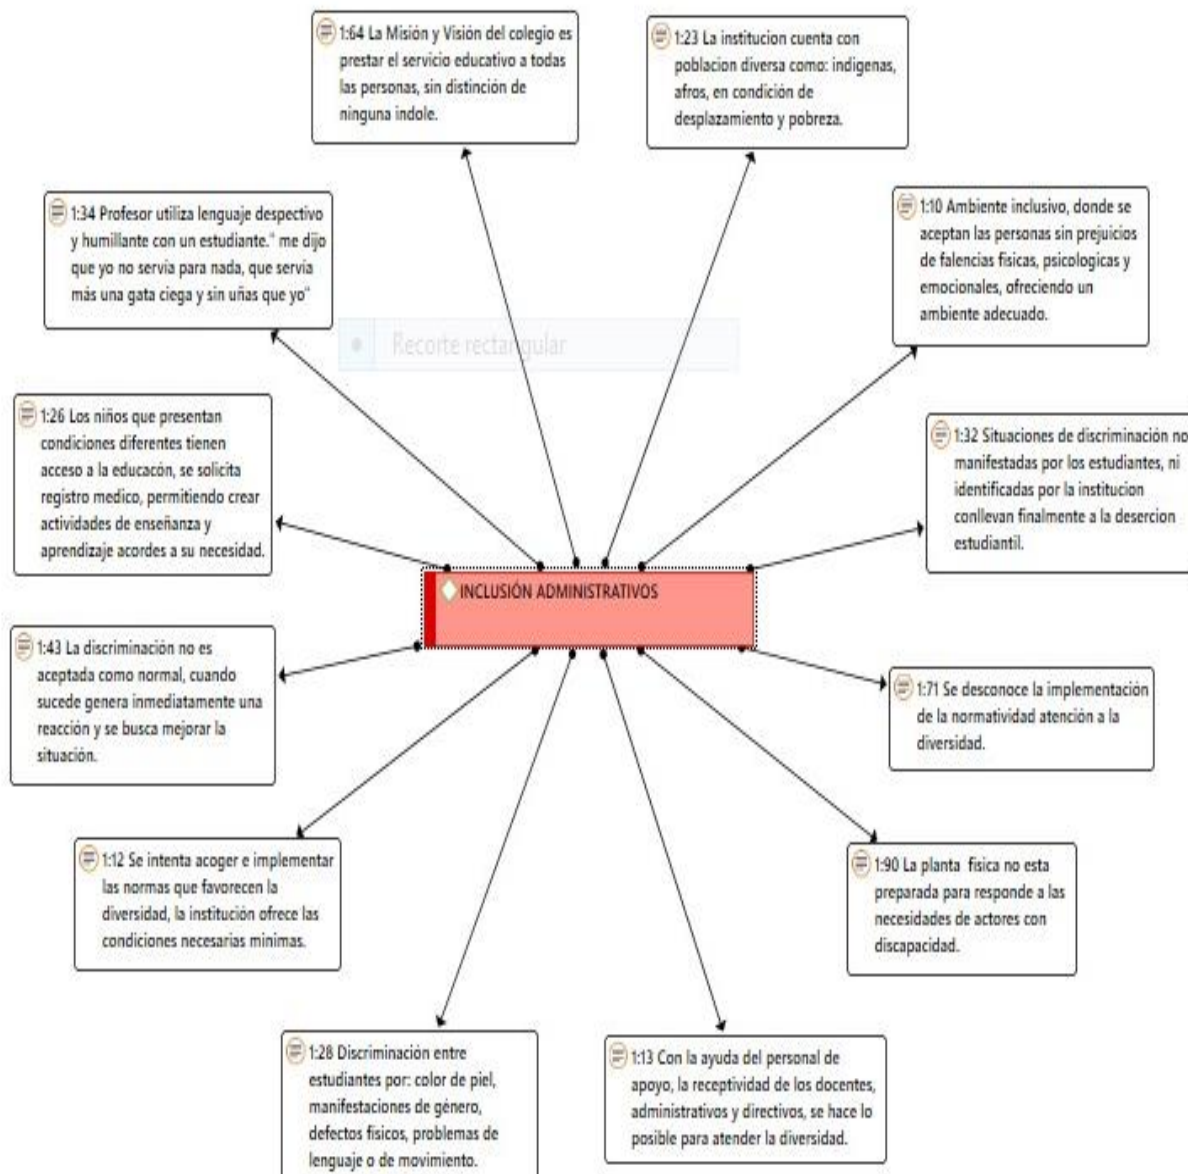 1:64 La Misión y Visión del colegio es
prestar el servicio educativo a todas
las personas, sin distinción de
ninguna indole.
1:23 La institucion cuenta con
poblacion diversa como: indigenas,
afros, en condición de
desplazamiento y pobreza.
1:34 Profesor utiliza lenguaje despectivo
y humillante con un estudiante." me dijo
que yo no servia para nada, que servia
más una gata ciega y sin uñas que yo"
1:10 Ambiente inclusivo, donde se
aceptan las personas sin prejuicios
de falencias fisicas, psicologicas y
emocionales, ofreciendo un
ambiente adecuado.
Recorte rectangular
1:26 Los niños que presentan
condiciones diferentes tienen
acceso a la educacón, se solicita
registro medico, permitiendo crear
actividades de enseñanza y
aprendizaje acordes a su necesidad.
1:32 Situaciones de discriminación no
manifestadas por los estudiantes, ni
identificadas por la institucion
conllevan finalmente a la desercion
estudiantil.
INCLUSIÓN ADMINISTRATIVOS
1:43 La discriminación no es
aceptada como normal, cuando
sucede genera inmediatamente una
reacción y se busca mejorar la
situación.
1:71 Se desconoce la implementación
de la normatividad atención a la
diversidad.
1:12 Se intenta acoger e implementar
las normas que favorecen la
diversidad, la institución ofrece las
condiciones necesarias minimas.
1:90 La planta fisica no esta
preparada para responde a las
necesidades de actores con
discapacidad.
1:28 Discriminación entre
estudiantes por: color de piel,
manifestaciones de género,
defectos físicos, problemas de
lenguaje o de movimiento.
1:13 Con la ayuda del personal de
apoyo, la receptividad de los docentes,
administrativos y directivos, se hace lo
posible para atender la diversidad.